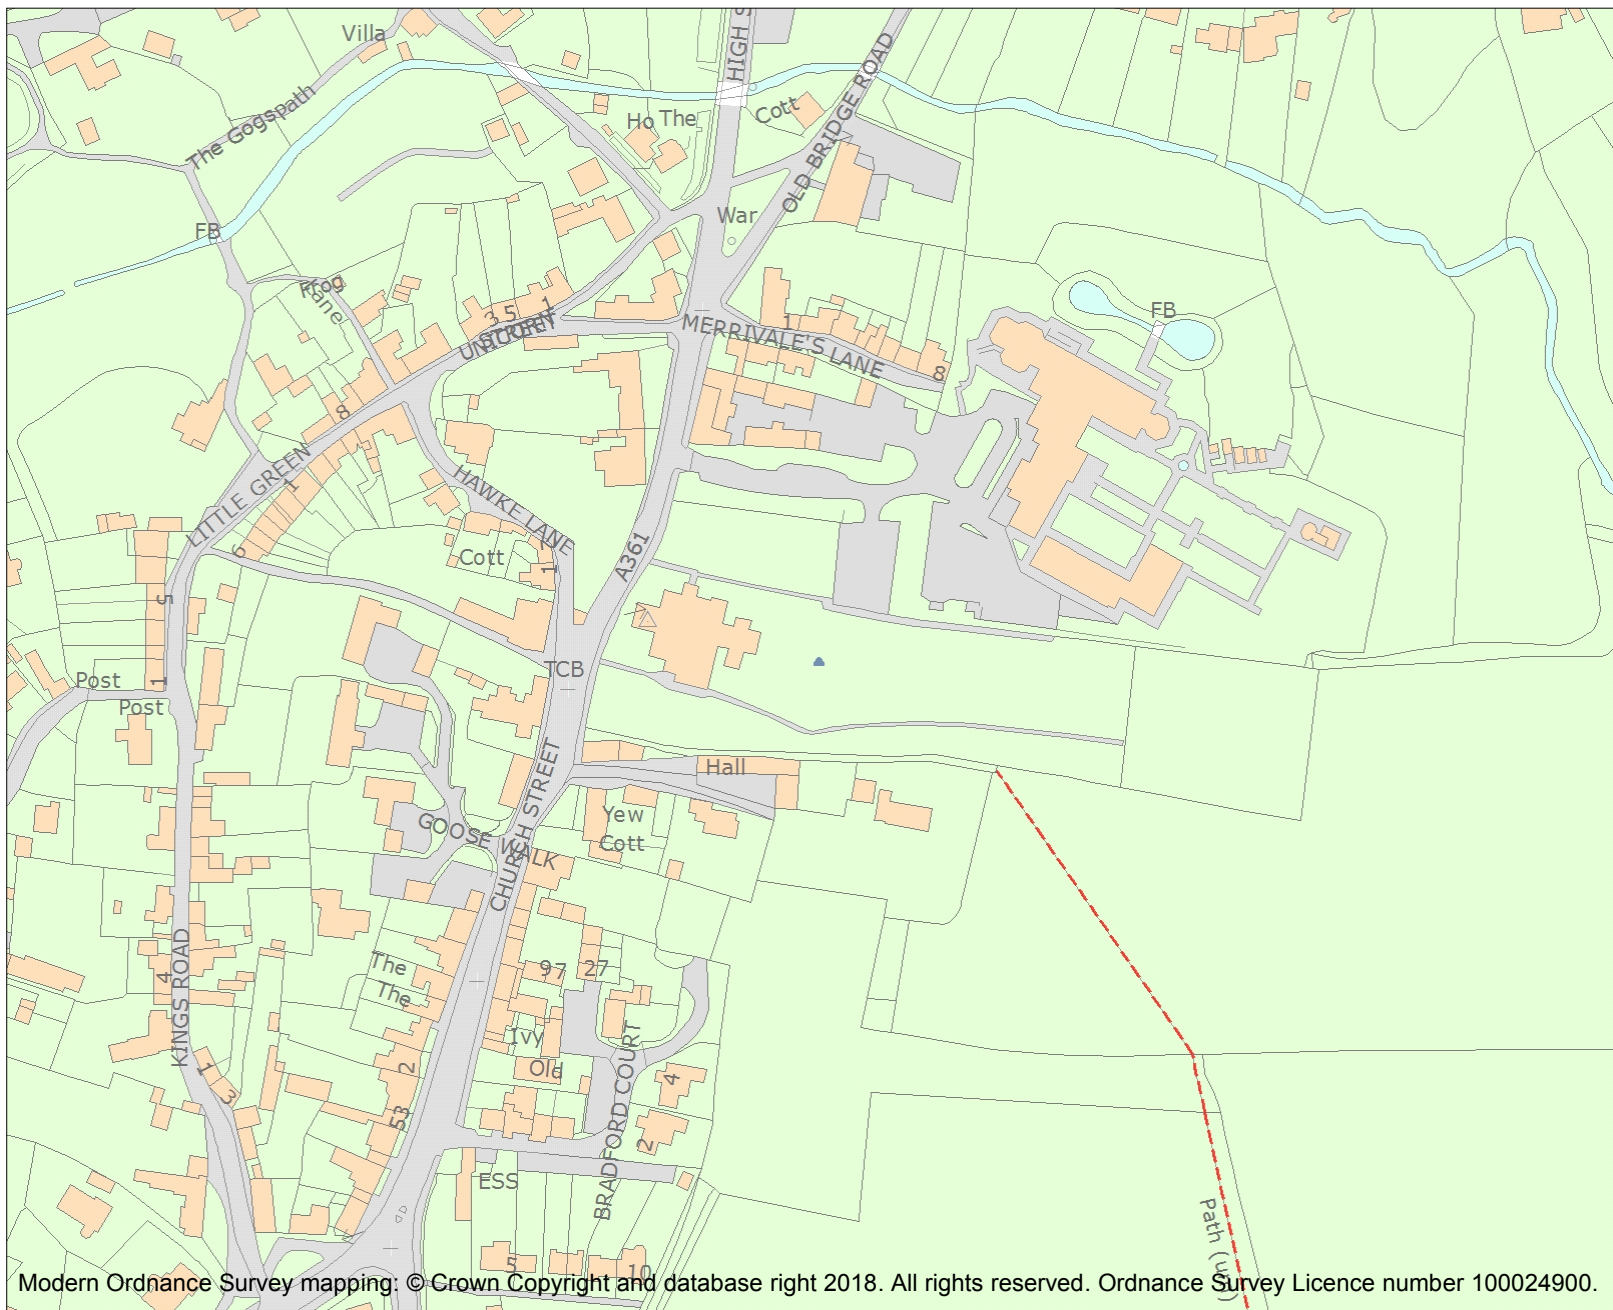 Villa
HIGH S
OLD BRIDGE ROAD
The Gogspath
Ho The
Cott
War
FB
Frog
Lane
3 5
1
STREET
1
MERRIVALE'S LANE
8
FB
8
LITTLE GREEN
1
6
HAWKE LANE
Cott
1
A361
5
1
Post
Post
TCB
Hall
CHURCH STREET
GOOSE WALK
Yew
Cott
KINGS ROAD
4
The
The
97
27
Ivy
Old
BRADFORD COURT
4
2
2
53
1
3
ESS
5
10
Path (um)
Modern Ordnance Survey mapping: © Crown Copyright and database right 2018. All rights reserved. Ordnance Survey Licence number 100024900.